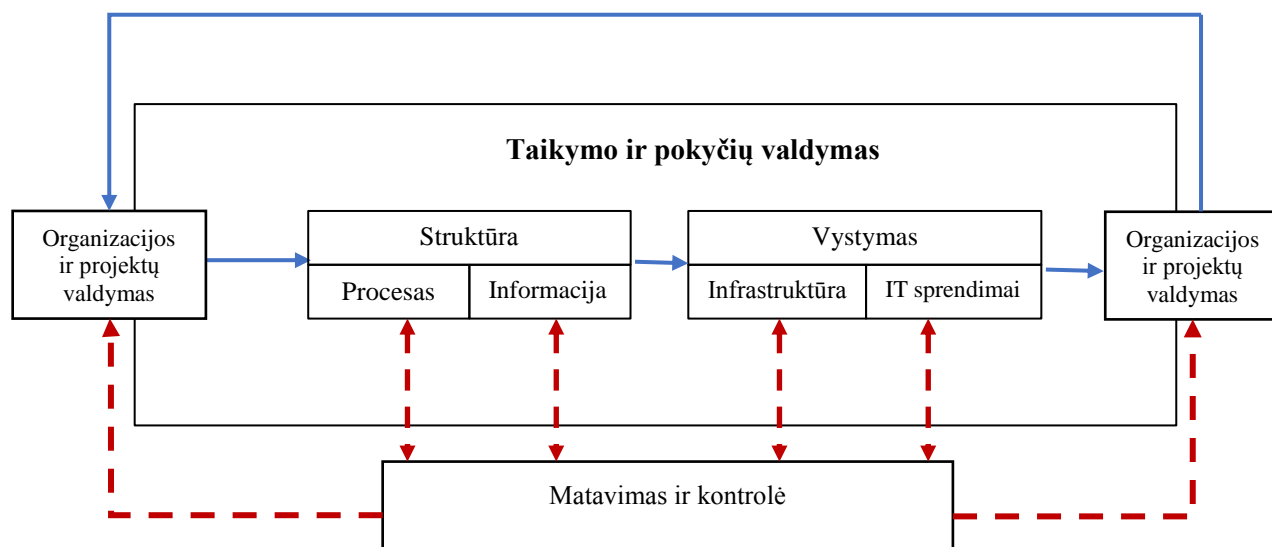 Taikymo ir pokyčių valdymas
Organizacijos
ir projektų
valdymas
Struktūra
Procesas
Informacija
Vystymas
Infrastruktūra
IT sprendimai
Organizacijos
ir projektų
valdymas
Matavimas ir kontrolė